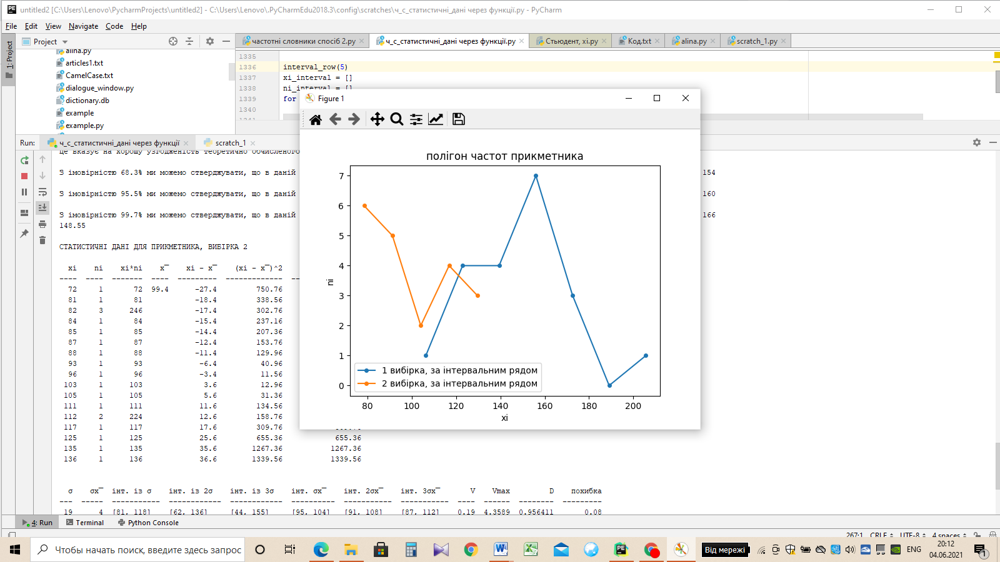 untitled2 [C:\Users\Lenovo\PycharmProjects\untitled2] - C:\Users\Lenovo\.PyCharmEdu2018.3\config\scratches\ч_с_статистичні_дані через функції.py - PyCharm
File Edit View Navigate Code Help
1: Project
Project
частотні словники спосіб 2.py ч_с_статистичні_дані через функції.py Стьюдент, хі.py Код.txt alina.py scratch_1.py
alina.py
articles1.txt
CamelCase.txt
dialogue_window.py
dictionary.db
example
example.py
1335
1336 interval_row(5)
1337 xi_interval = []
1338 ni_interval = []
1339 for
1340
1341
Run: ч_с_статистичні_дані через функції scratch_1
це вказує на хорошу узгодженість теоретично обчисленого
З імовірністю 68.3% ми можемо стверджувати, що в даній 154
З імовірністю 95.5% ми можемо стверджувати, що в даній 160
З імовірністю 99.7% ми можемо стверджувати, що в даній 166
148.55
СТАТИСТИЧНІ ДАНІ ДЛЯ ПРИКМЕТНИКА, ВИБІРКА 2
xi ni xi*ni x̅ xi - x̅ (xi - x̅)^2
72 1 72 99.4 -27.4 750.76
81 1 81 -18.4 338.56
82 3 246 -17.4 302.76
84 1 84 -15.4 237.16
85 1 85 -14.4 207.36
87 1 87 -12.4 153.76
88 1 88 -11.4 129.96
93 1 93 -6.4 40.96
96 1 96 -3.4 11.56
103 1 103 3.6 12.96
105 1 105 5.6 31.36
111 1 111 11.6 134.56
112 2 224 12.6 158.76
117 1 117 17.6 309.76
125 1 125 25.6 655.36 655.36
135 1 135 35.6 1267.36 1267.36
136 1 136 36.6 1339.56 1339.56
σ σx̅ інт. із σ інт. із 2σ інт. із 3σ інт. σx̅ інт. 2σx̅ інт. 3σx̅ V Vmax D похибка
19 4 [81, 118] [62, 136] [44, 155] [95, 104] [91, 108] [87, 112] 0.19 4.3589 0.956411 0.08
Figure 1
полігон частот прикметника
ni
7
6
5
4
3
2
1
0
1 вибірка, за інтервальним рядом
2 вибірка, за інтервальним рядом
80 100 120 140 160 180 200
xi
4: Run Terminal Python Console
267:1 CRLF UTF-8 4 spaces
Чтобы начать поиск, введите здесь запрос
Від мережі
ENG
20:12
04.06.2021
1